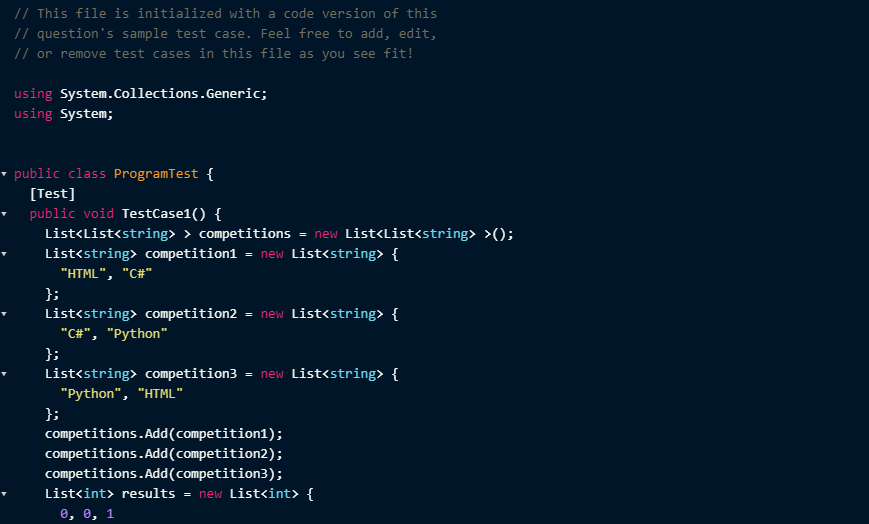 // This file is initialized with a code version of this
// question's sample test case. Feel free to add, edit,
// or remove test cases in this file as you see fit!
using System.Collections.Generic;
using System;
public class ProgramTest {
[Test]
public void TestCase1() {
List<List<string> > competitions = new List<List<string> >();
List<string> competition1 = new List<string> {
"HTML", "C#"
};
List<string> competition2 = new List<string> {
"C#", "Python"
};
List<string> competition3 = new List<string> {
"Python", "HTML"
};
competitions.Add(competition1);
competitions.Add(competition2);
competitions.Add(competition3);
List<int> results = new List<int> {
0, 0, 1